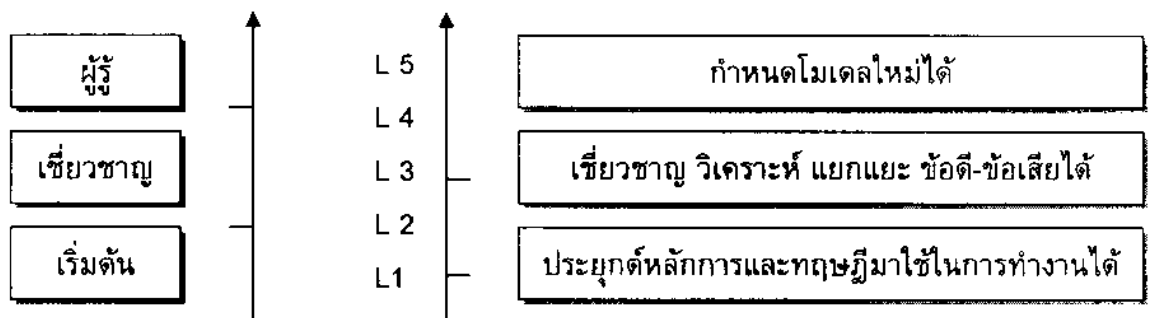 ผู้รู้
L 5
กำหนดโมเดลใหม่ได้
L 4
เชี่ยวชาญ
L 3
เชี่ยวชาญ วิเคราะห์ แยกแยะ ข้อดี-ข้อเสียได้
L 2
เริ่มต้น
L1
ประยุกต์หลักการและทฤษฎีมาใช้ในการทำงานได้